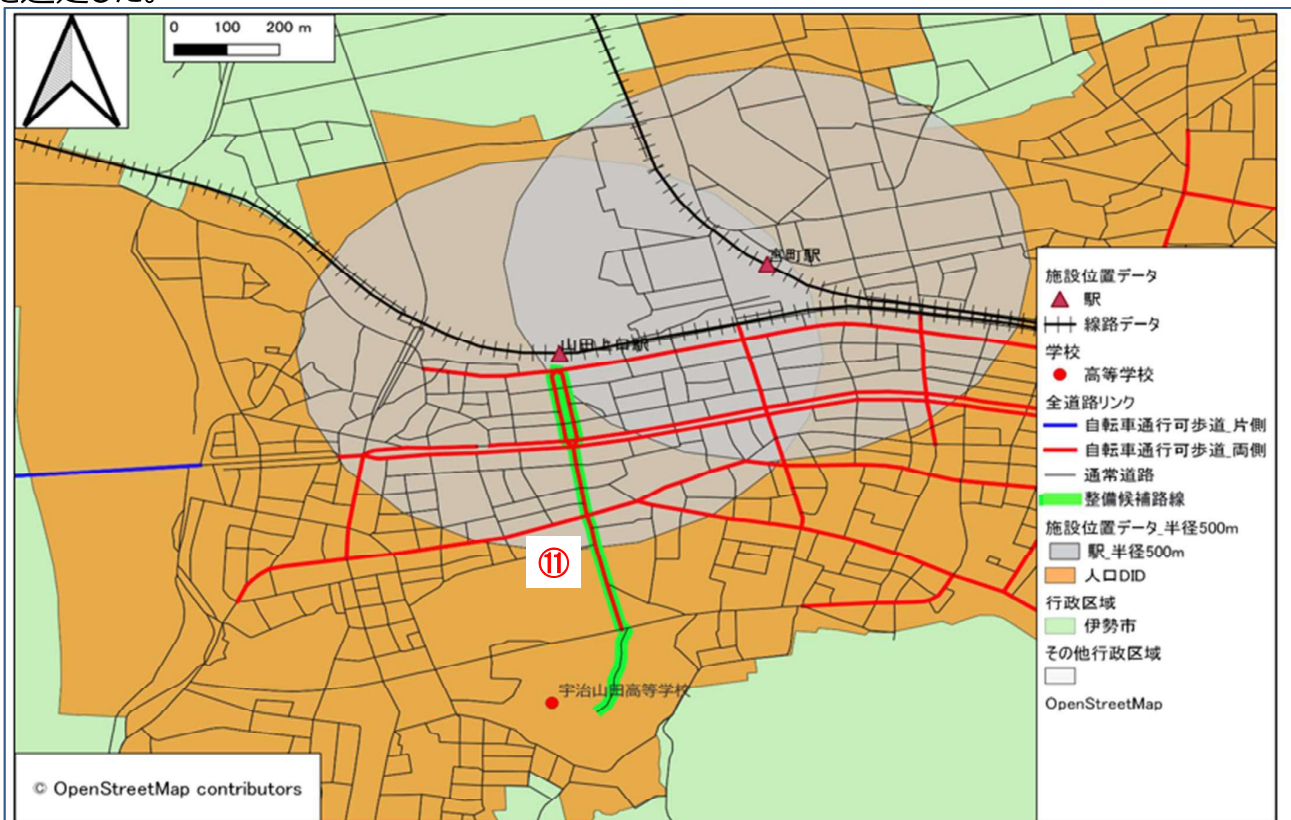 を選定した。
0 100 200 m
宮町駅
山田上口駅
⑪
宇治山田高等学校
施設位置データ
駅
線路データ
学校
高等学校
全道路リンク
自転車通行可歩道_片側
自転車通行可歩道_両側
通常道路
整備候補路線
施設位置データ_半径500m
駅_半径500m
人口DID
行政区域
伊勢市
その他行政区域
OpenStreetMap
© OpenStreetMap contributors